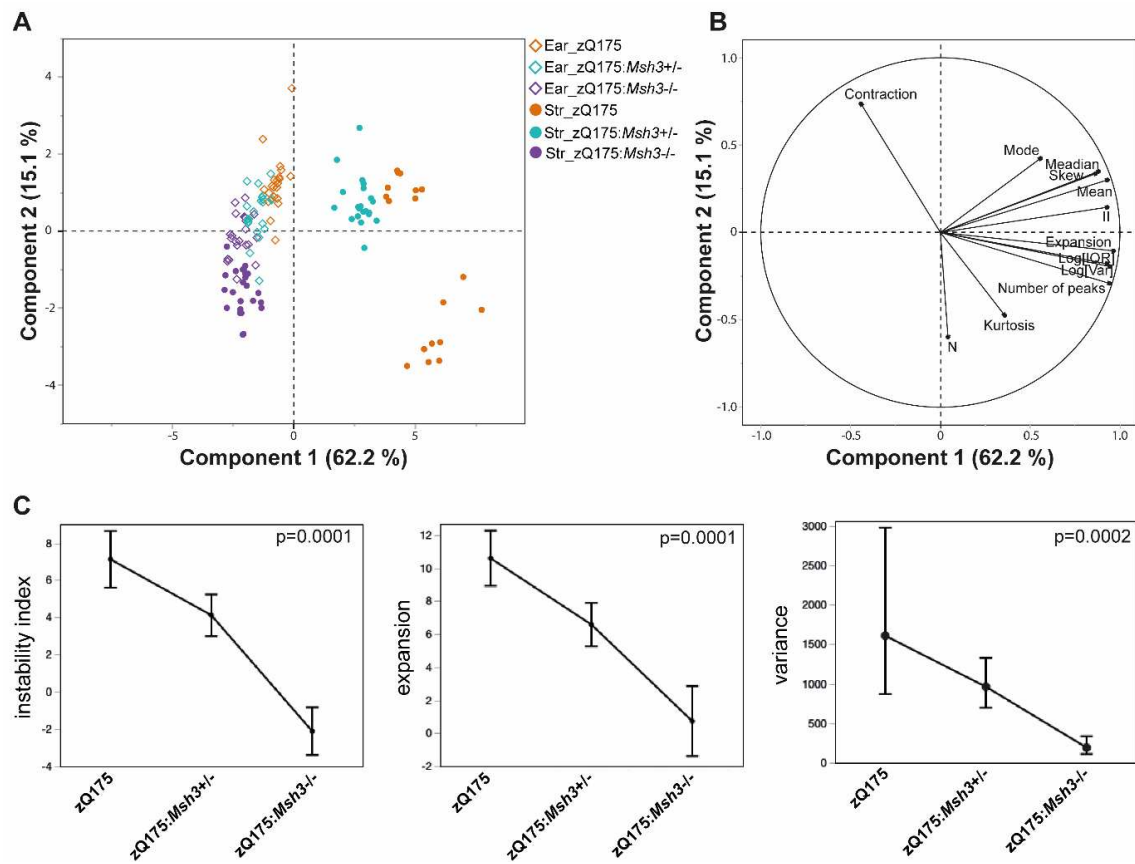 A
Component 2 (15.1 %)
4
2
0
-2
-4
-5
0
5
Component 1 (62.2 %)
Ear_zQ175
Ear_zQ175:Msh3+/-
Ear_zQ175:Msh3-/-
Str_zQ175
Str_zQ175:Msh3+/-
Str_zQ175:Msh3-/-
B
Component 2 (15.1 %)
1.0
0.5
0
-0.5
-1.0
Contraction
Mode
Meadian
Skew
Mean
II
Expansion
Log[IQR]
Log[Var]
Number of peaks
Kurtosis
N
-1.0
-0.5
0
0.5
1.0
Component 1 (62.2 %)
C
instability index
8
6
4
2
0
-2
-4
p=0.0001
zQ175
zQ175:Msh3+/-
zQ175:Msh3-/-
expansion
12
10
8
6
4
2
0
-2
p=0.0001
zQ175
zQ175:Msh3+/-
zQ175:Msh3-/-
variance
3000
2500
2000
1500
1000
500
0
p=0.0002
zQ175
zQ175:Msh3+/-
zQ175:Msh3-/-